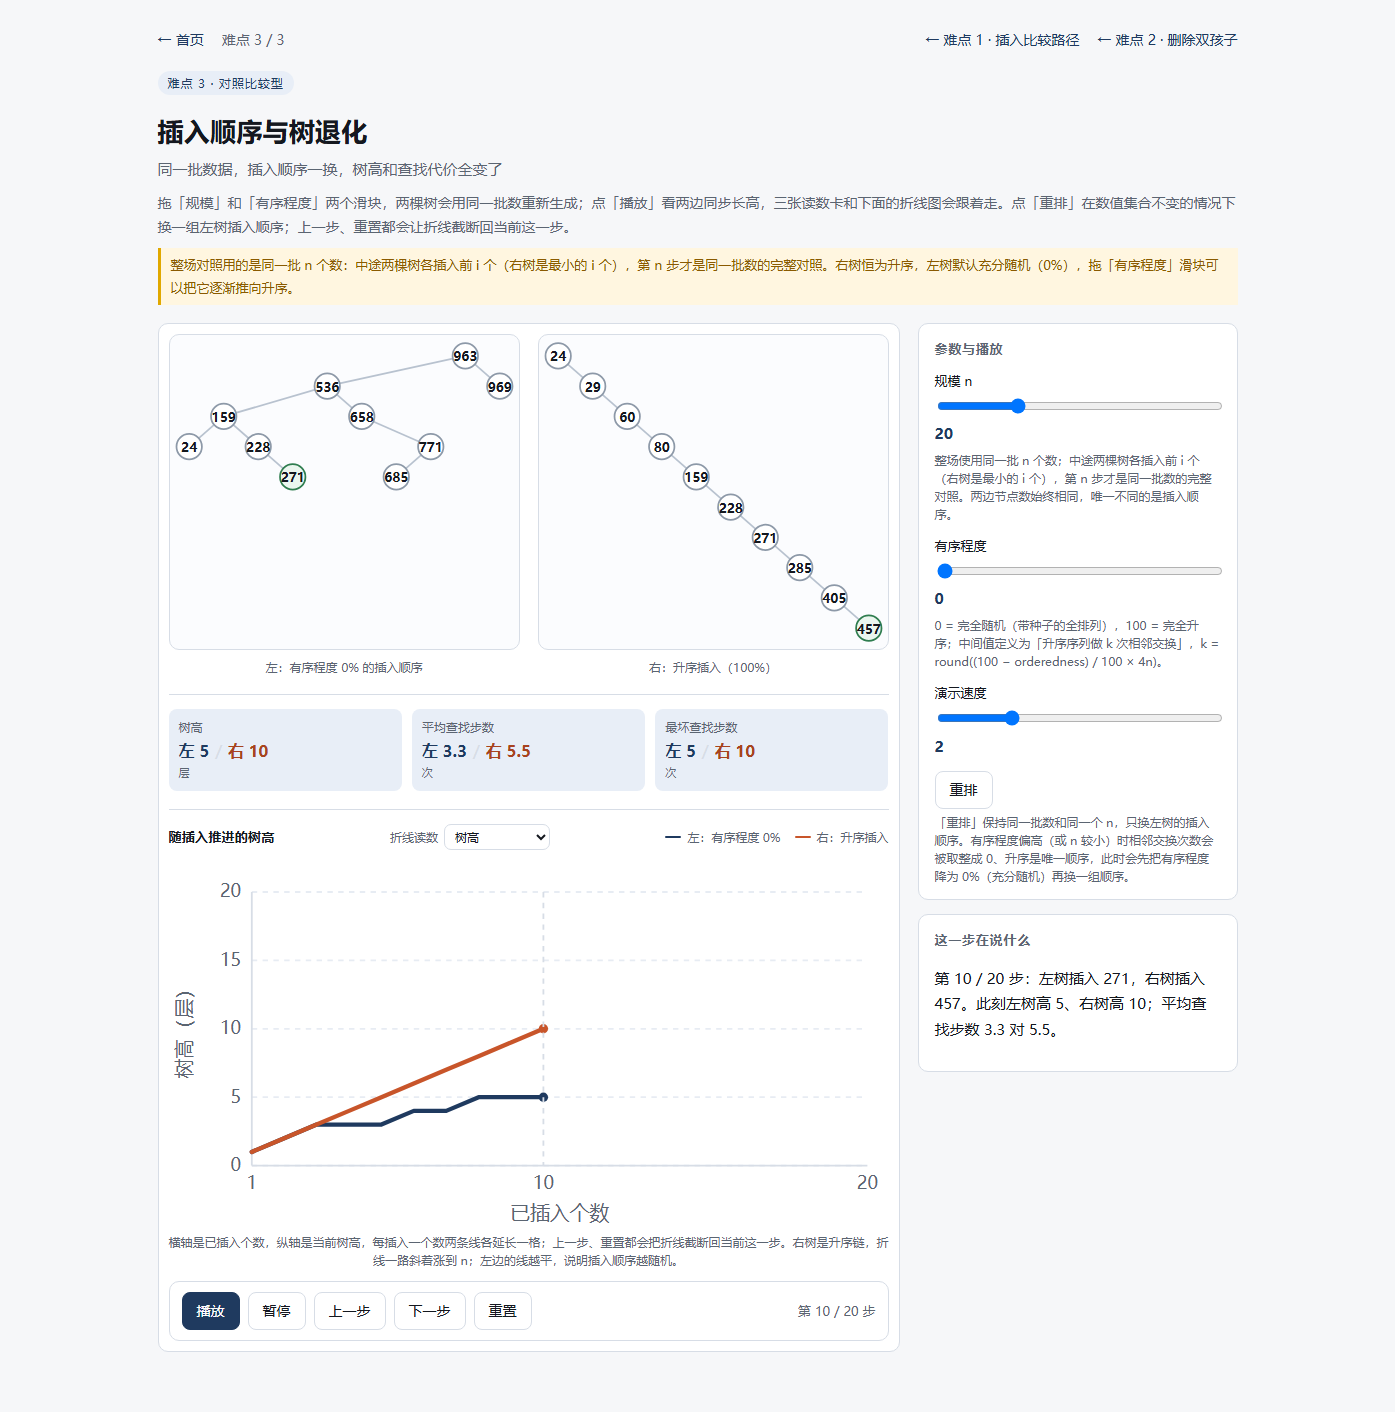 ← 首页 难点 3 / 3 ← 难点 1 · 插入比较路径 ← 难点 2 · 删除双孩子
难点 3 · 对照比较型
插入顺序与树退化
同一批数据，插入顺序一换，树高和查找代价全变了
拖「规模」和「有序程度」两个滑块，两棵树会用同一批数重新生成；点「播放」看两边同步长高，三张读数卡和下面的折线图会跟着走。点「重排」在数值集合不变的情况下
换一组左树插入顺序；上一步、重置都会让折线截断回当前这一步。
整场对照用的是同一批 n 个数：中途两棵树各插入前 i 个（右树是最小的 i 个），第 n 步才是同一批数的完整对照。右树恒为升序，左树默认充分随机（0%），拖「有序程度」滑块可
以把它逐渐推向升序。
963
536 969
159 658
24 228 771
271 685
左：有序程度 0% 的插入顺序
24
29
60
80
159
228
271
285
405
457
右：升序插入（100%）
树高
左 5 / 右 10
层
平均查找步数
左 3.3 / 右 5.5
次
最坏查找步数
左 5 / 右 10
次
随插入推进的树高 折线读数 树高 左：有序程度 0% 右：升序插入
20
15
10
5
0
树高（层）
1 10 20
已插入个数
横轴是已插入个数，纵轴是当前树高，每插入一个数两条线各延长一格；上一步、重置都会把折线截断回当前这一步。右树是升序链，折
线一路斜着涨到 n；左边的线越平，说明插入顺序越随机。
播放 暂停 上一步 下一步 重置 第 10 / 20 步
参数与播放
规模 n
20
整场使用同一批 n 个数；中途两棵树各插入前 i 个
（右树是最小的 i 个），第 n 步才是同一批数的完整
对照。两边节点数始终相同，唯一不同的是插入顺
序。
有序程度
0
0 = 完全随机（带种子的全排列），100 = 完全升
序；中间值定义为「升序序列做 k 次相邻交换」，k =
round((100 − orderedness) / 100 × 4n)。
演示速度
2
重排
「重排」保持同一批数和同一个 n，只换左树的插入
顺序。有序程度偏高（或 n 较小）时相邻交换次数会
被取整成 0、升序是唯一顺序，此时会先把有序程度
降为 0%（充分随机）再换一组顺序。
这一步在说什么
第 10 / 20 步：左树插入 271，右树插入
457。此刻左树高 5、右树高 10；平均查
找步数 3.3 对 5.5。